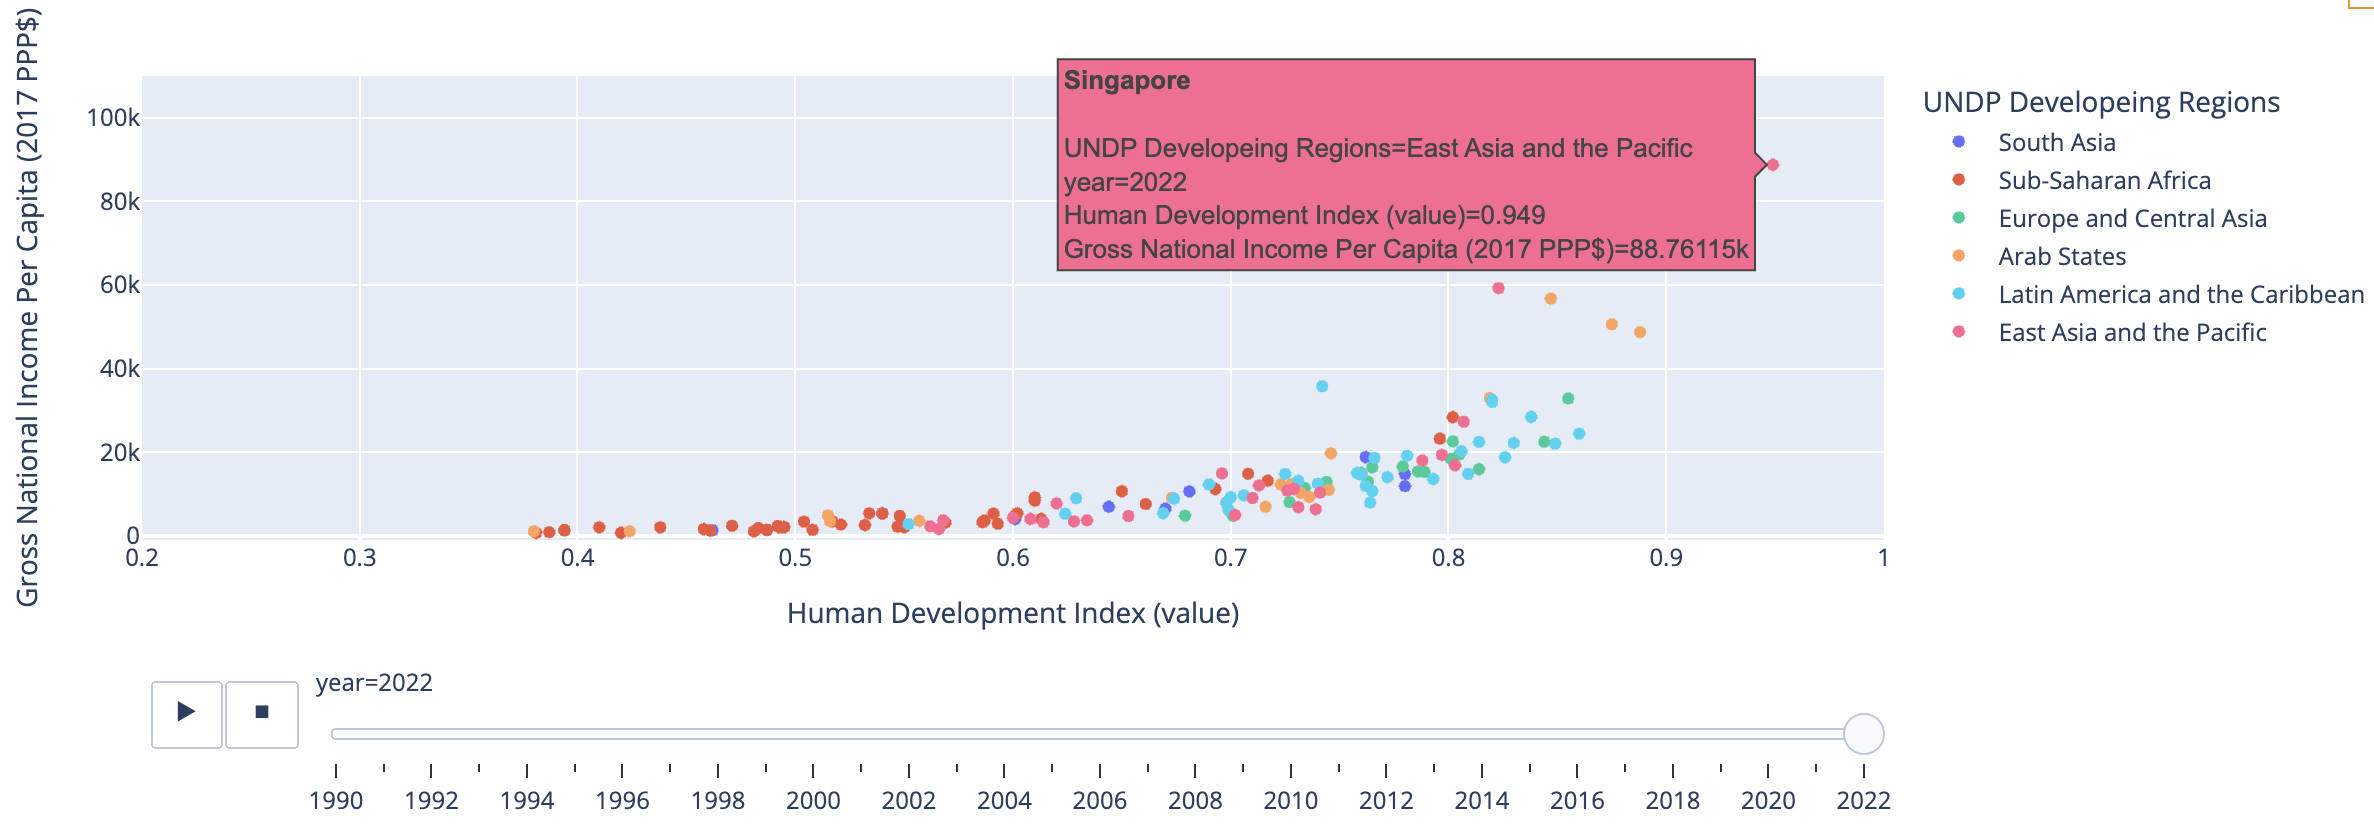 Gross National Income Per Capita (2017 PPP$)
100k
80k
60k
40k
20k
0
0.2
0.3
0.4
0.5
0.6
0.7
0.8
0.9
1
Human Development Index (value)
Singapore
UNDP Developeing Regions=East Asia and the Pacific
year=2022
Human Development Index (value)=0.949
Gross National Income Per Capita (2017 PPP$)=88.76115k
UNDP Developeing Regions
South Asia
Sub-Saharan Africa
Europe and Central Asia
Arab States
Latin America and the Caribbean
East Asia and the Pacific
year=2022
1990
1992
1994
1996
1998
2000
2002
2004
2006
2008
2010
2012
2014
2016
2018
2020
2022